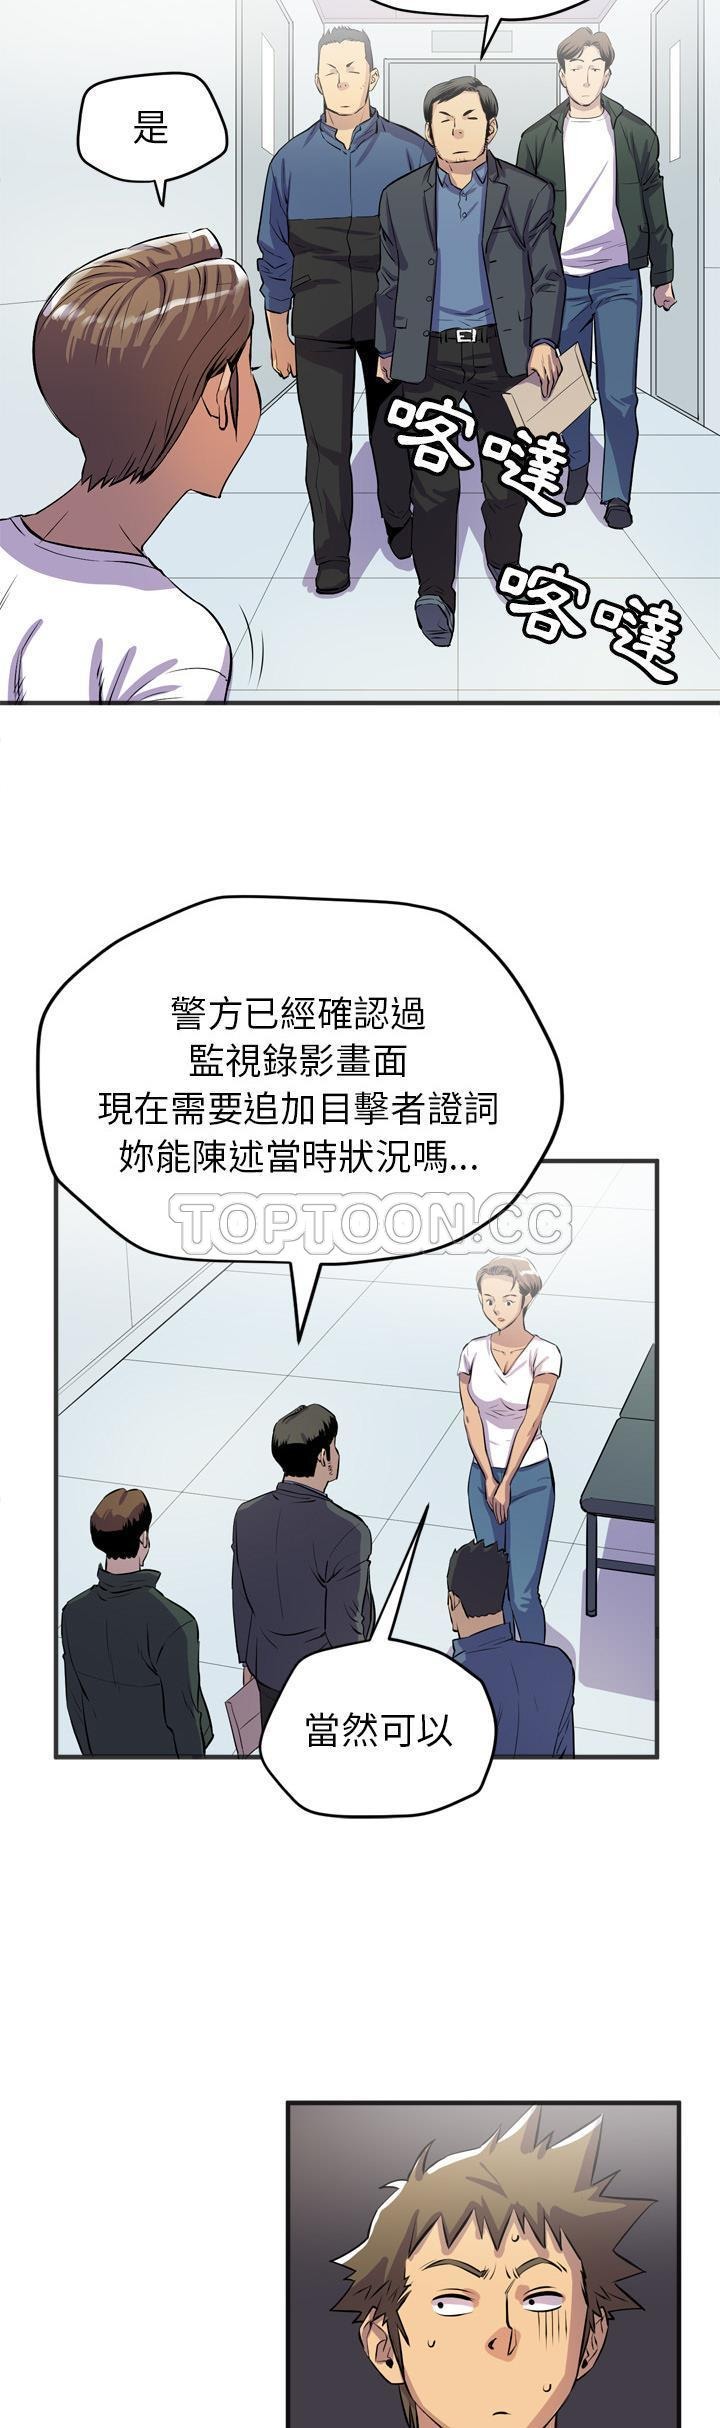 是
喀噠
喀噠
警方已經確認過
監視錄影畫面
現在需要追加目擊者證詞
妳能陳述當時狀況嗎...
TOPTOON.CC
當然可以